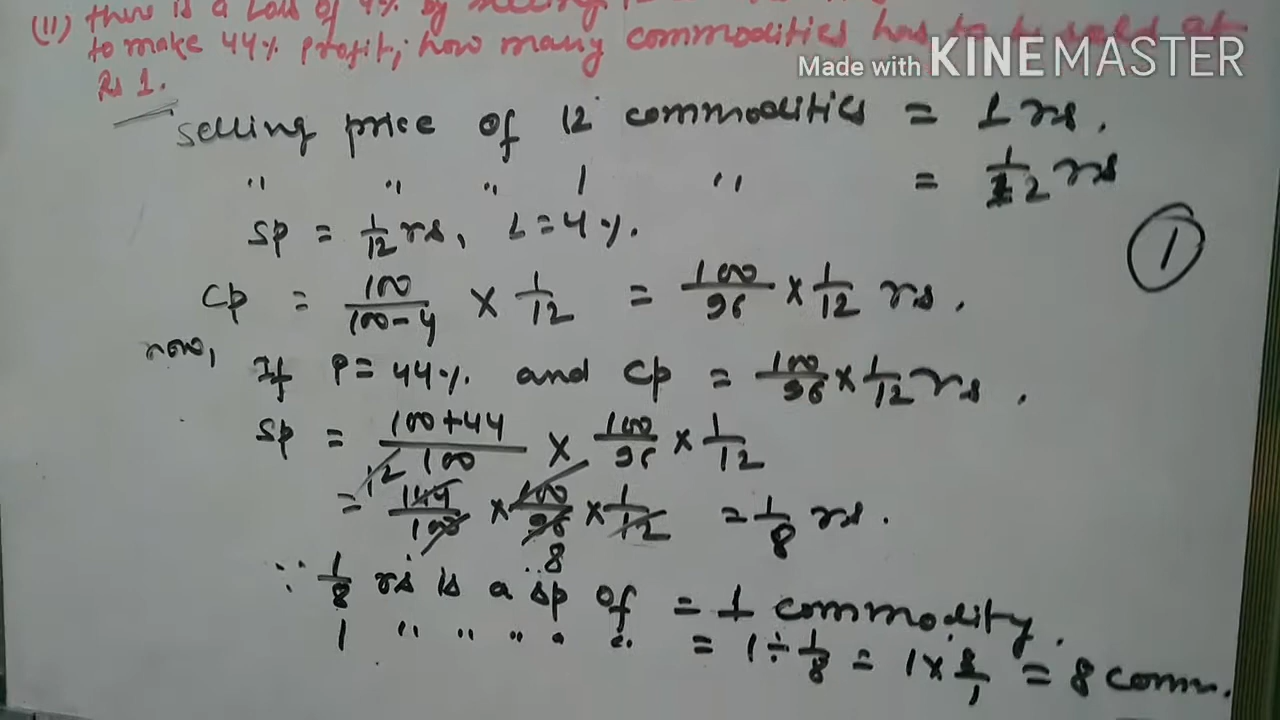 (11) there is a Loss of 4% by selling
to make 44% profit, how many commodities has to be sold at
Rs 1.
Made with KINEMASTER
selling price of 12 commodities = 1 rs.
" " " 1 " = 1/12 rs
sp = 1/12 rs, L = 4%.
Cp = 100/100-4 × 1/12 = 100/96 × 1/12 rs.
now,
If P = 44% and Cp = 100/96 × 1/12 rs.
Sp = 100+44/100 × 100/96 × 1/12
= 144/100 × 100/96 × 1/12 = 1/8 rs.
12
8
∵ 1/8 rs is a sp of = 1 commodity.
1 " " " " " = 1 ÷ 1/8 = 1 × 8/1 = 8 comm.
1